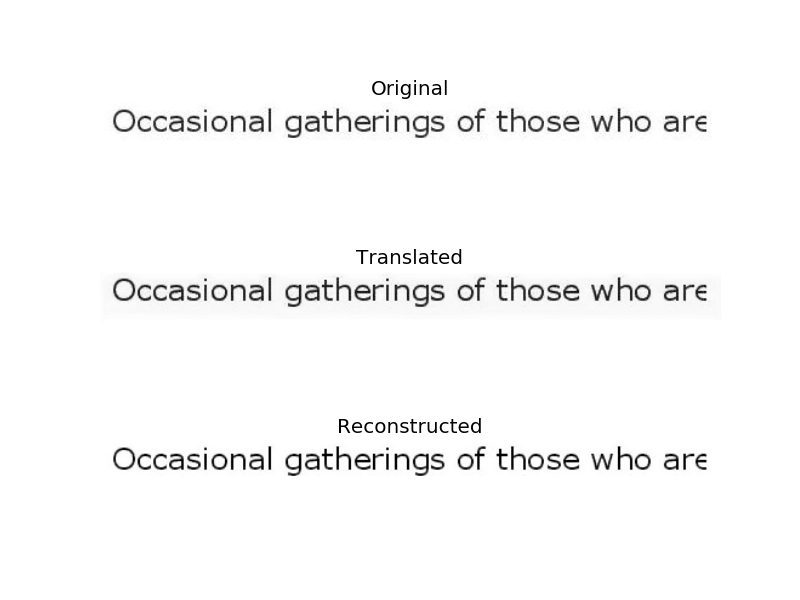 Original
Occasional gatherings of those who are
Translated
Occasional gatherings of those who are
Reconstructed
Occasional gatherings of those who are